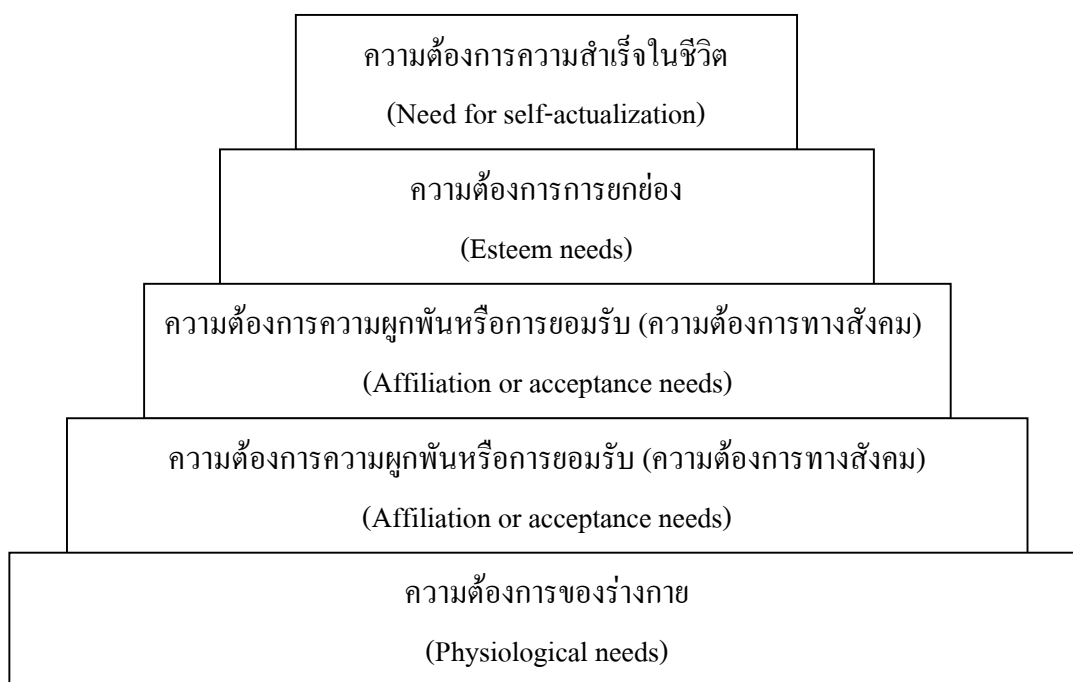 ความต้องการความสำเร็จในชีวิต
(Need for self-actualization)
ความต้องการการยกย่อง
(Esteem needs)
ความต้องการความผูกพันหรือการยอมรับ (ความต้องการทางสังคม)
(Affiliation or acceptance needs)
ความต้องการความผูกพันหรือการยอมรับ (ความต้องการทางสังคม)
(Affiliation or acceptance needs)
ความต้องการของร่างกาย
(Physiological needs)